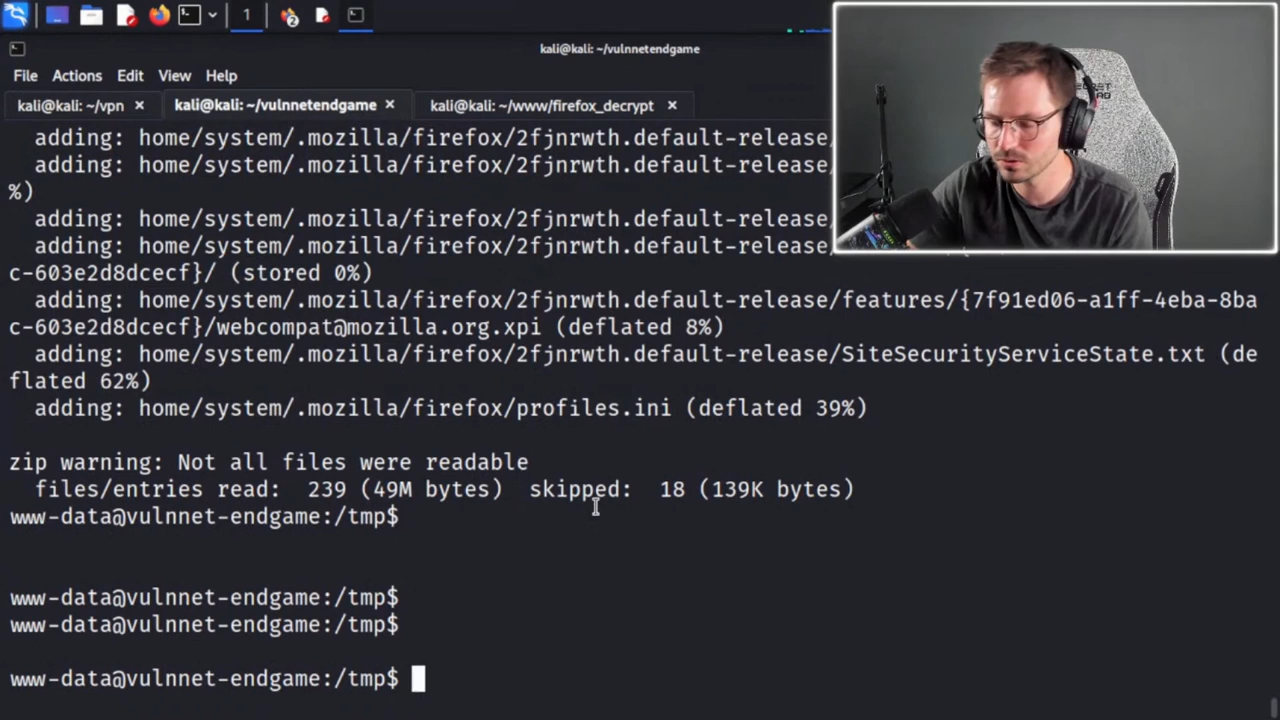 1
2
kali@kali: ~/vulnnetendgame
File Actions Edit View Help
kali@kali: ~/vpn × kali@kali: ~/vulnnetendgame × kali@kali: ~/www/firefox_decrypt ×
adding: home/system/.mozilla/firefox/2fjnrwth.default-release/
adding: home/system/.mozilla/firefox/2fjnrwth.default-release/
%)
adding: home/system/.mozilla/firefox/2fjnrwth.default-release/
adding: home/system/.mozilla/firefox/2fjnrwth.default-release/
c-603e2d8dcecf}/ (stored 0%)
adding: home/system/.mozilla/firefox/2fjnrwth.default-release/features/{7f91ed06-a1ff-4eba-8ba
c-603e2d8dcecf}/webcompat@mozilla.org.xpi (deflated 8%)
adding: home/system/.mozilla/firefox/2fjnrwth.default-release/SiteSecurityServiceState.txt (de
flated 62%)
adding: home/system/.mozilla/firefox/profiles.ini (deflated 39%)
zip warning: Not all files were readable
files/entries read: 239 (49M bytes) skipped: 18 (139K bytes)
www-data@vulnnet-endgame:/tmp$
www-data@vulnnet-endgame:/tmp$
www-data@vulnnet-endgame:/tmp$
www-data@vulnnet-endgame:/tmp$